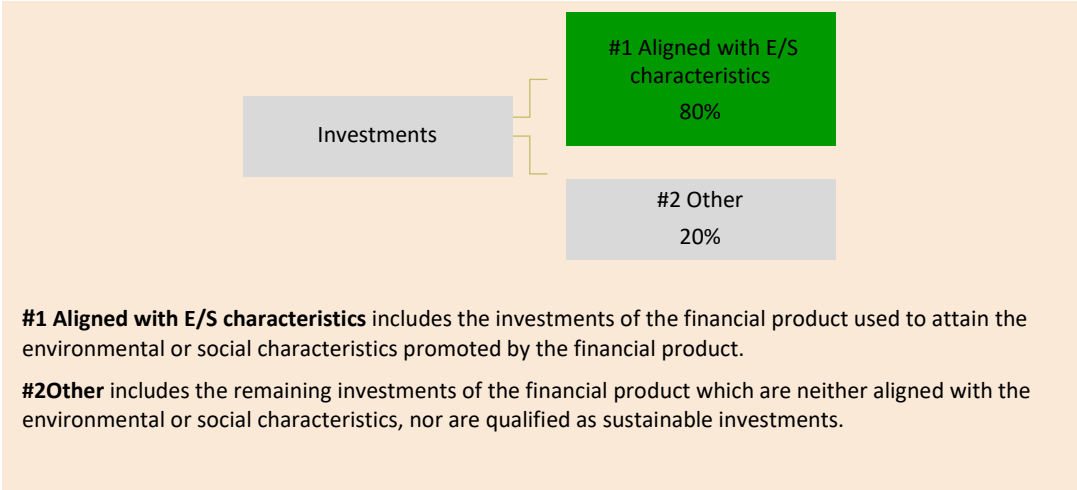 #1 Aligned with E/S
characteristics
80%
Investments
#2 Other
20%
#1 Aligned with E/S characteristics includes the investments of the financial product used to attain the
environmental or social characteristics promoted by the financial product.
#2Other includes the remaining investments of the financial product which are neither aligned with the
environmental or social characteristics, nor are qualified as sustainable investments.